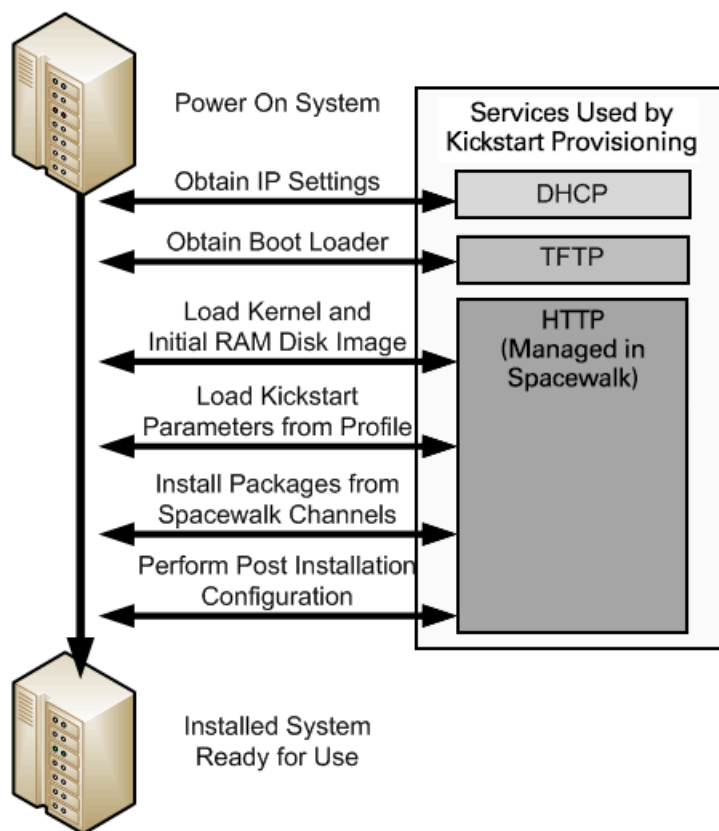 Power On System
Services Used by
Kickstart Provisioning
Obtain IP Settings
DHCP
Obtain Boot Loader
TFTP
Load Kernel and
Initial RAM Disk Image
HTTP
(Managed in
Spacewalk)
Load Kickstart
Parameters from Profile
Install Packages from
Spacewalk Channels
Perform Post Installation
Configuration
Installed System
Ready for Use